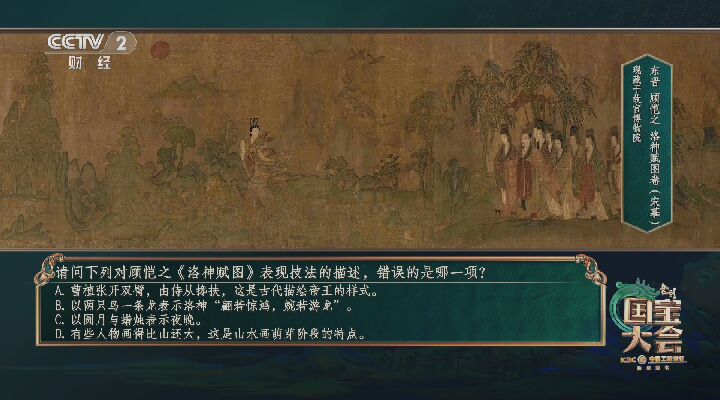 CCTV 2
财经
东晋 顾恺之 洛神赋图卷（宋摹）
现藏于故宫博物院
请问下列对顾恺之《洛神赋图》表现技法的描述，错误的是哪一项？
A. 曹植张开双臂，由侍从搀扶，这是古代描绘帝王的样式。
B. 以两只鸟一条龙表示洛神“翩若惊鸿，婉若游龙”。
C. 以圆月与蜡烛表示夜晚。
D. 有些人物画得比山还大，这是山水画萌芽阶段的特点。
国宝
大会